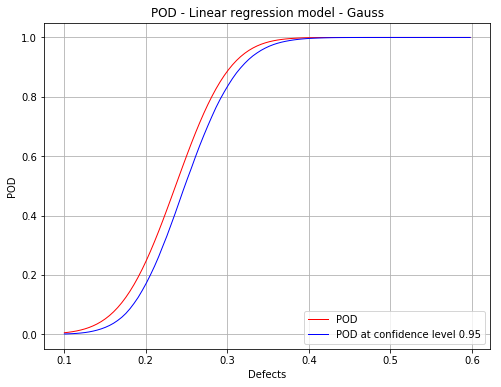 POD - Linear regression model - Gauss
1.0
0.8
0.6
0.4
0.2
0.0
POD
0.1
0.2
0.3
0.4
0.5
0.6
Defects
POD
POD at confidence level 0.95